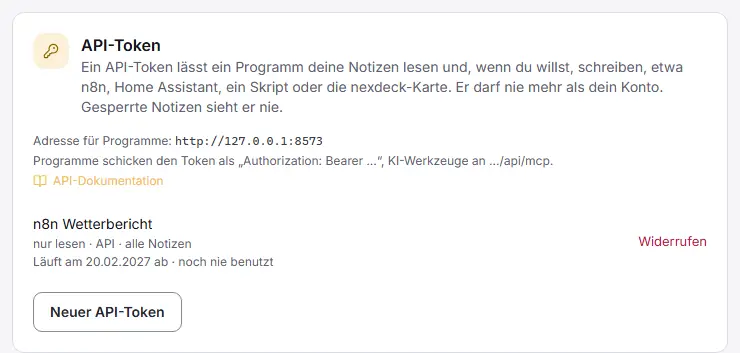 API-Token
Ein API-Token lässt ein Programm deine Notizen lesen und, wenn du willst, schreiben, etwa
n8n, Home Assistant, ein Skript oder die nexdeck-Karte. Er darf nie mehr als dein Konto.
Gesperrte Notizen sieht er nie.
Adresse für Programme: http://127.0.0.1:8573
Programme schicken den Token als „Authorization: Bearer ...“, KI-Werkzeuge an .../api/mcp.
API-Dokumentation
n8n Wetterbericht
nur lesen · API · alle Notizen
Läuft am 20.02.2027 ab · noch nie benutzt
Widerrufen
Neuer API-Token